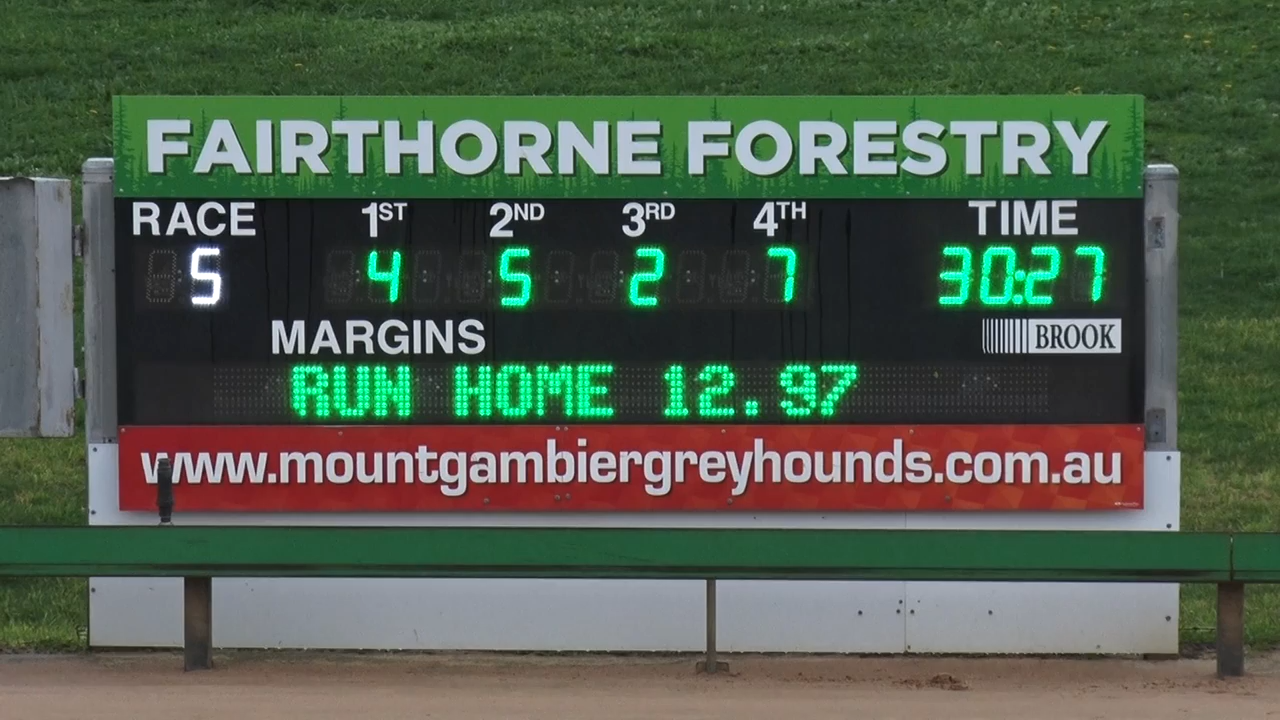 FAIRTHORNE FORESTRY
RACE 1ST 2ND 3RD 4TH TIME
5 4 5 2 7 30:27
MARGINS BROOK
RUN HOME 12.97
www.mountgambiergreyhounds.com.au